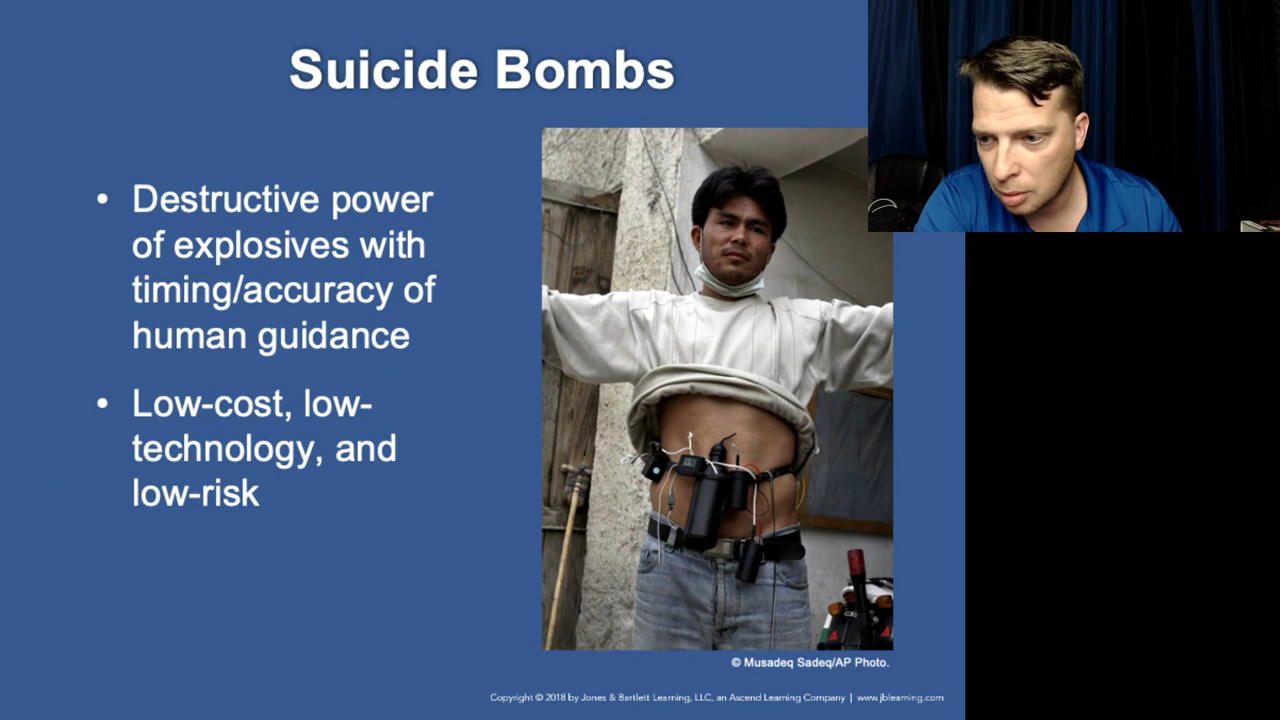 Suicide Bombs
• Destructive power
of explosives with
timing/accuracy of
human guidance
• Low-cost, low-
technology, and
low-risk
© Musadeq Sadeq/AP Photo.
Copyright © 2018 by Jones & Bartlett Learning, LLC, an Ascend Learning Company | www.jblearning.com